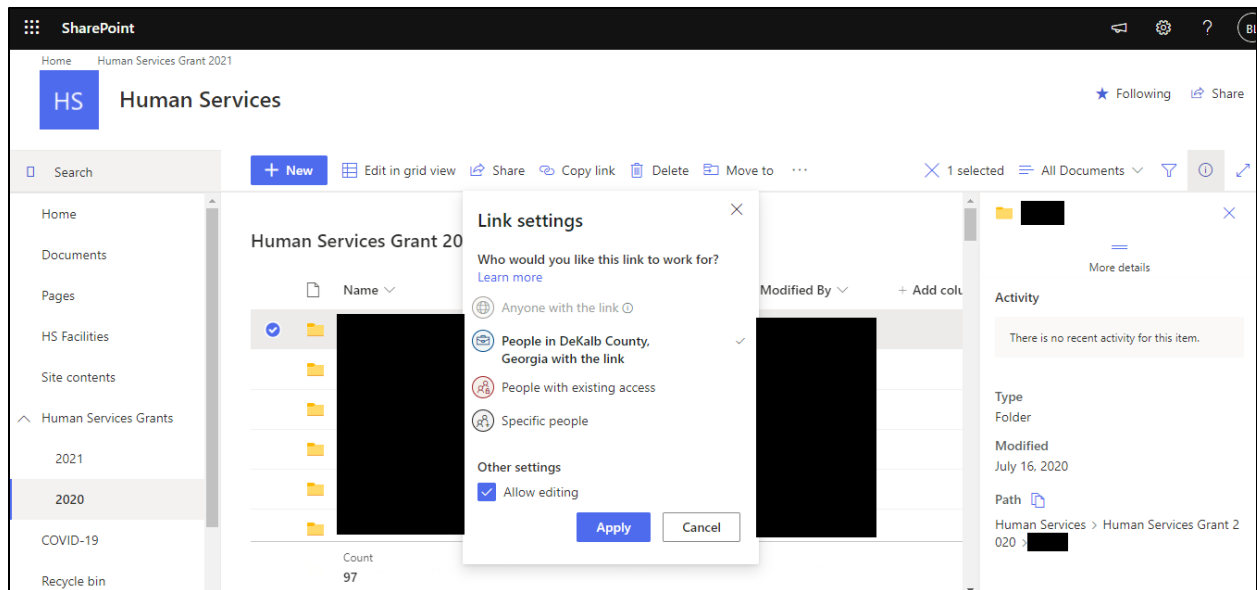 SharePoint
BL
Home Human Services Grant 2021
HS
Human Services
Following
Share
Search
+ New
Edit in grid view
Share
Copy link
Delete
Move to
···
1 selected
All Documents
Home
Documents
Pages
HS Facilities
Site contents
Human Services Grants
2021
2020
COVID-19
Recycle bin
Human Services Grant 20
Name
Modified By
+ Add colu
Count
97
Link settings
Who would you like this link to work for?
Learn more
Anyone with the link
People in DeKalb County,
Georgia with the link
People with existing access
Specific people
Other settings
Allow editing
Apply
Cancel
More details
Activity
There is no recent activity for this item.
Type
Folder
Modified
July 16, 2020
Path
Human Services > Human Services Grant 2
020 >